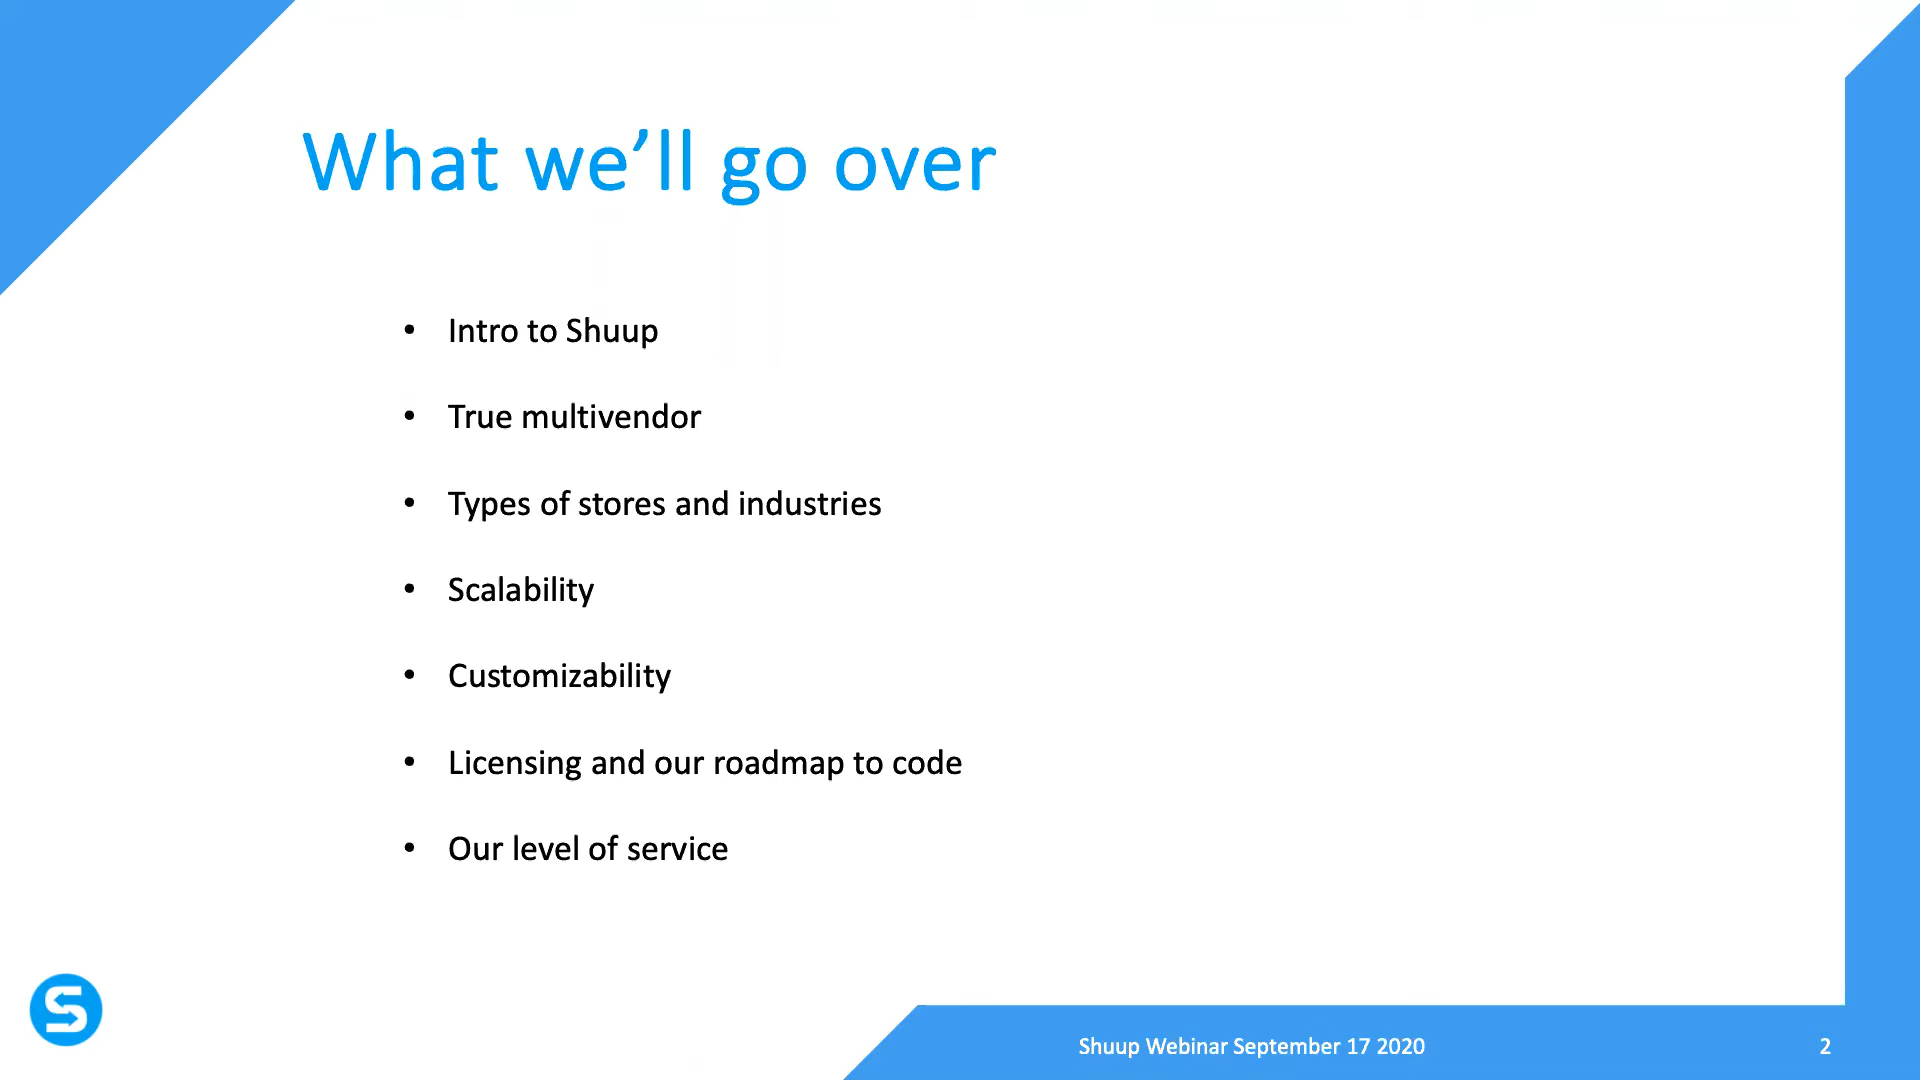 What we’ll go over
• Intro to Shuup
• True multivendor
• Types of stores and industries
• Scalability
• Customizability
• Licensing and our roadmap to code
• Our level of service
S
Shuup Webinar September 17 2020
2